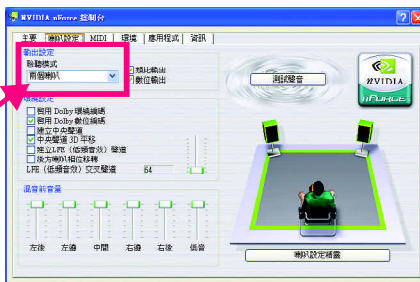 NVIDIA nForce 控制台
主要 喇叭設定 MIDI 環境 應用程式 資訊
輸出設定
聆聽模式
兩個喇叭
類比輸出
數位輸出
測試聲音
NVIDIA
nFORCE
環繞設定
啟用 Dolby 環繞編碼
啟用 Dolby 數位編碼
建立中央聲道
中央聲道 3D 平移
建立LFE (低頻音效) 聲道
後方喇叭相位移轉
LFE (低頻音效) 交叉聲道 64
混音前音量
左後 左邊 中間 右邊 右後 低音
喇叭設定精靈